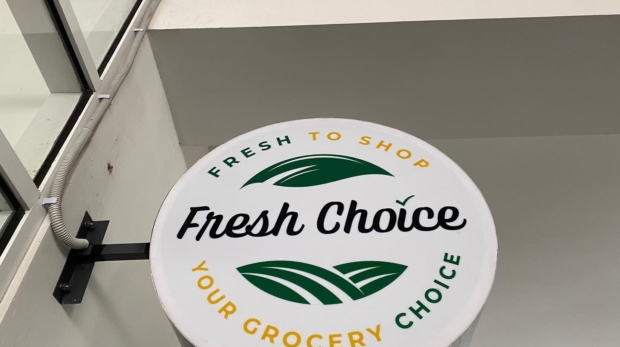 FRESH TO SHOP
Fresh Choice
YOUR GROCERY CHOICE